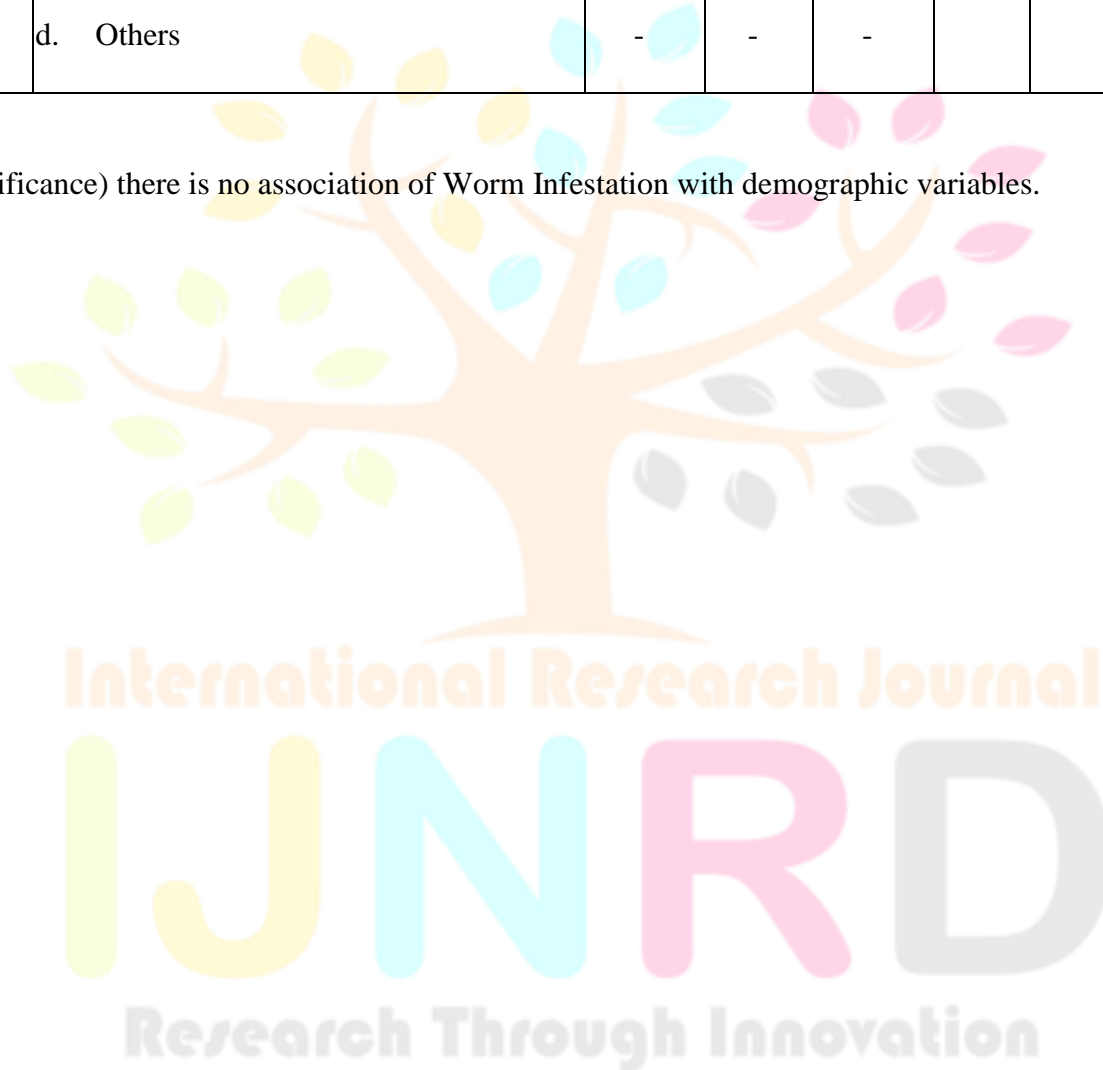 d. Others - - -
ificance) there is no association of Worm Infestation with demographic variables.
International Research Journal
IJNRD
Research Through Innovation